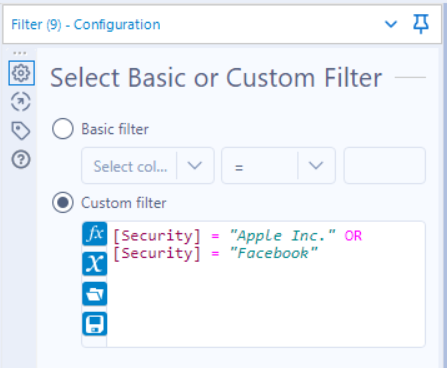 Filter (9) - Configuration
Select Basic or Custom Filter
Basic filter
Select col... =
Custom filter
fx [Security] = "Apple Inc." OR
X [Security] = "Facebook"